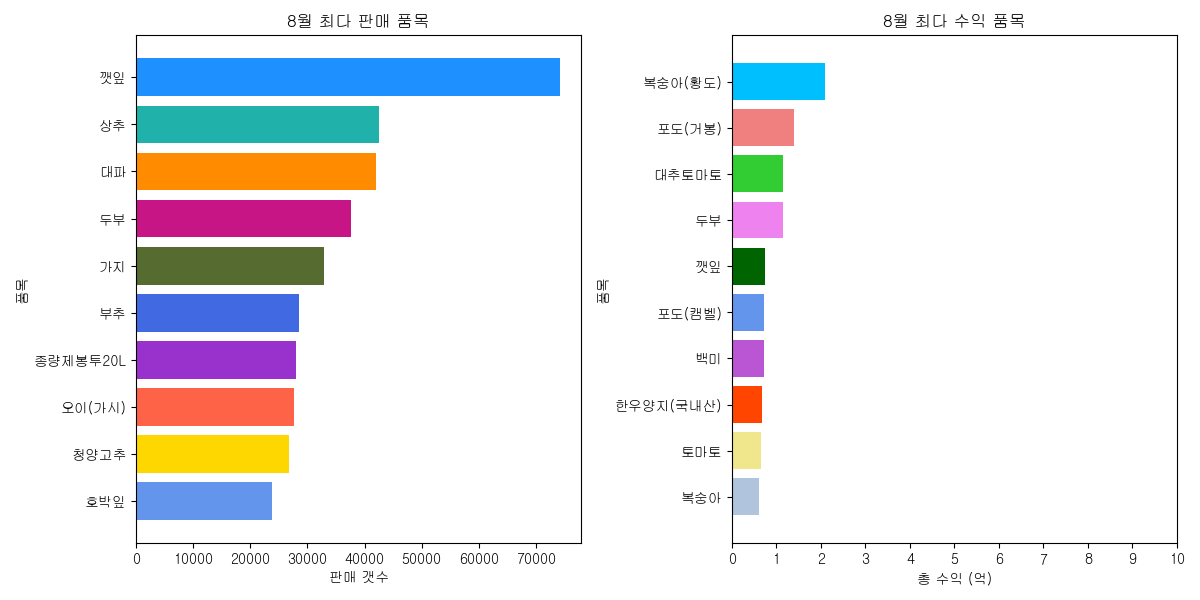 8월 최다 판매 품목
품목
깻잎
상추
대파
두부
가지
부추
종량제봉투20L
오이(가시)
청양고추
호박잎
0 10000 20000 30000 40000 50000 60000 70000
판매 갯수
8월 최다 수익 품목
품목
복숭아(황도)
포도(거봉)
대추토마토
두부
깻잎
포도(캠벨)
백미
한우양지(국내산)
토마토
복숭아
0 1 2 3 4 5 6 7 8 9 10
총 수익 (억)